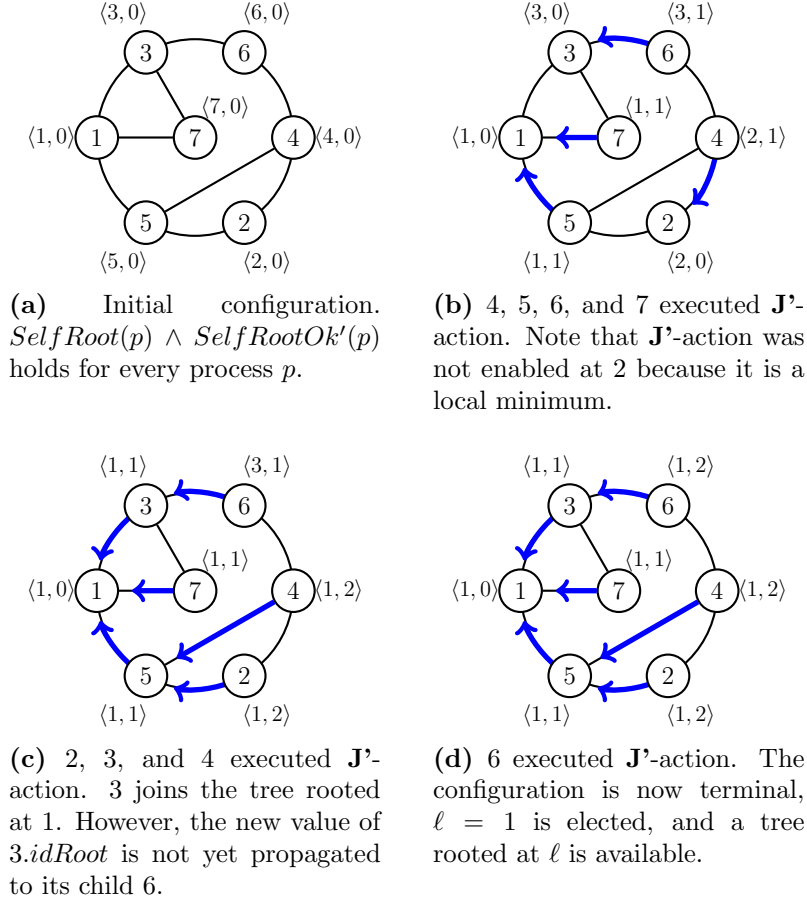 ⟨3, 0⟩ ⟨6, 0⟩
3 6
⟨7, 0⟩
⟨1, 0⟩ 1 7 4 ⟨4, 0⟩
5 2
⟨5, 0⟩ ⟨2, 0⟩
(a) Initial configuration.
SelfRoot(p) ∧ SelfRootOk′(p)
holds for every process p.
⟨3, 0⟩ ⟨3, 1⟩
3 6
⟨1, 1⟩
⟨1, 0⟩ 1 7 4 ⟨2, 1⟩
5 2
⟨1, 1⟩ ⟨2, 0⟩
(b) 4, 5, 6, and 7 executed J’-
action. Note that J’-action was
not enabled at 2 because it is a
local minimum.
⟨1, 1⟩ ⟨3, 1⟩
3 6
⟨1, 1⟩
⟨1, 0⟩ 1 7 4 ⟨1, 2⟩
5 2
⟨1, 1⟩ ⟨1, 2⟩
(c) 2, 3, and 4 executed J’-
action. 3 joins the tree rooted
at 1. However, the new value of
3.idRoot is not yet propagated
to its child 6.
⟨1, 1⟩ ⟨1, 2⟩
3 6
⟨1, 1⟩
⟨1, 0⟩ 1 7 4 ⟨1, 2⟩
5 2
⟨1, 1⟩ ⟨1, 2⟩
(d) 6 executed J’-action. The
configuration is now terminal,
ℓ = 1 is elected, and a tree
rooted at ℓ is available.